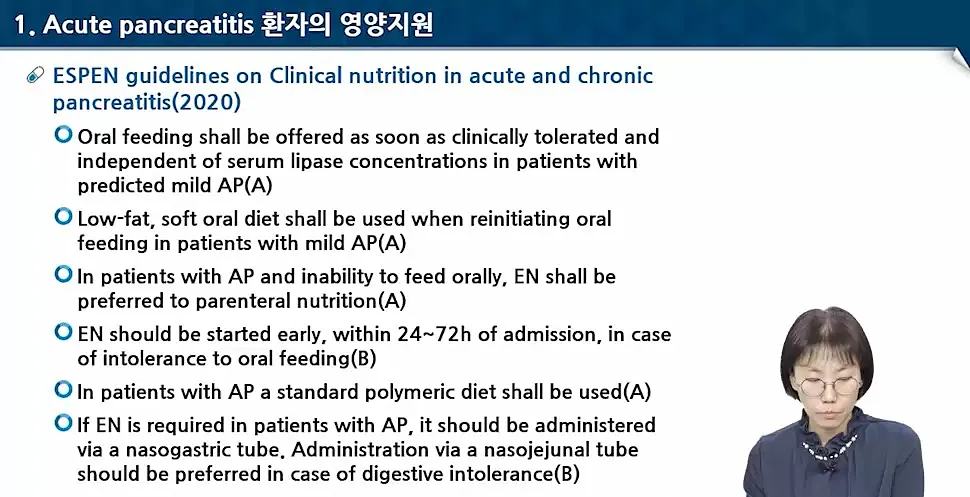 1. Acute pancreatitis 환자의 영양지원
ESPEN guidelines on Clinical nutrition in acute and chronic
pancreatitis(2020)
Oral feeding shall be offered as soon as clinically tolerated and
independent of serum lipase concentrations in patients with
predicted mild AP(A)
Low-fat, soft oral diet shall be used when reinitiating oral
feeding in patients with mild AP(A)
In patients with AP and inability to feed orally, EN shall be
preferred to parenteral nutrition(A)
EN should be started early, within 24~72h of admission, in case
of intolerance to oral feeding(B)
In patients with AP a standard polymeric diet shall be used(A)
If EN is required in patients with AP, it should be administered
via a nasogastric tube. Administration via a nasojejunal tube
should be preferred in case of digestive intolerance(B)